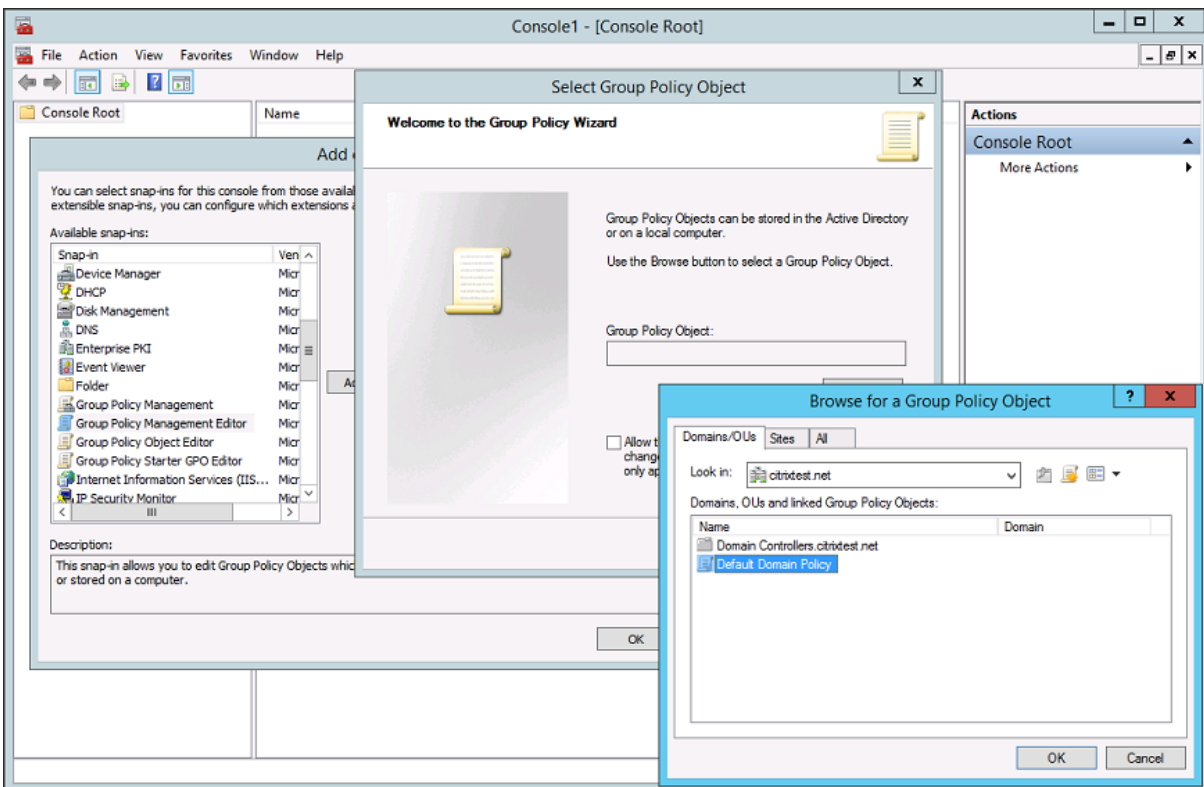 Console1 - [Console Root]
File Action View Favorites Window Help
Console Root
Name
Actions
Console Root
More Actions
Add
You can select snap-ins for this console from those
extensible snap-ins, you can configure which extensions
Available snap-ins:
Snap-in
Device Manager Micr
DHCP Micr
Disk Management Micr
DNS Micr
Enterprise PKI Micr
Event Viewer Micr
Folder Micr
Group Policy Management Micr
Group Policy Management Editor Micr
Group Policy Object Editor Micr
Group Policy Starter GPO Editor Micr
Internet Information Services (IIS... Micr
IP Security Monitor Micr
Description:
This snap-in allows you to edit Group Policy Objects
or stored on a computer.
OK
Select Group Policy Object
Welcome to the Group Policy Wizard
Group Policy Objects can be stored in the Active Directory
or on a local computer.
Use the Browse button to select a Group Policy Object.
Group Policy Object:
Allow
only
Browse for a Group Policy Object
Domains/OUs Sites All
Look in: citrixtest.net
Domains, OUs and linked Group Policy Objects:
Name Domain
Domain Controllers.citrixtest.net
Default Domain Policy
OK Cancel